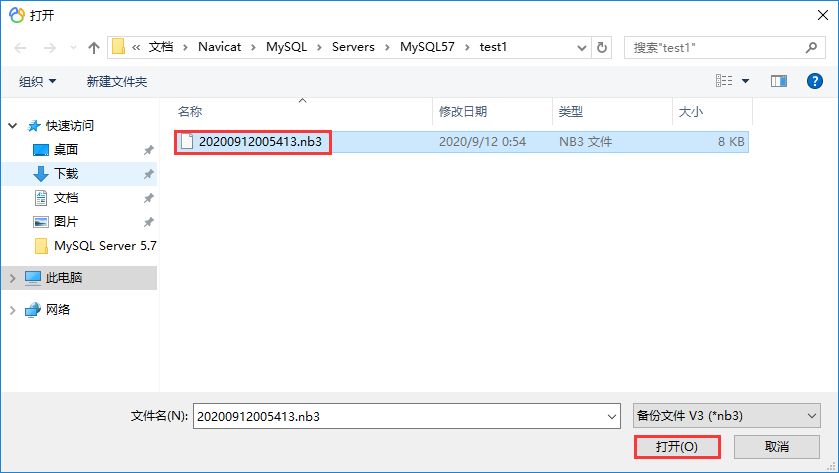 打开
« 文档 › Navicat › MySQL › Servers › MySQL57 › test1
搜索"test1"
组织 新建文件夹
名称 修改日期 类型 大小
20200912005413.nb3 2020/9/12 0:54 NB3 文件 8 KB
快速访问
桌面
下载
文档
图片
MySQL Server 5.7
此电脑
网络
文件名(N): 20200912005413.nb3 备份文件 V3 (*nb3)
打开(O) 取消